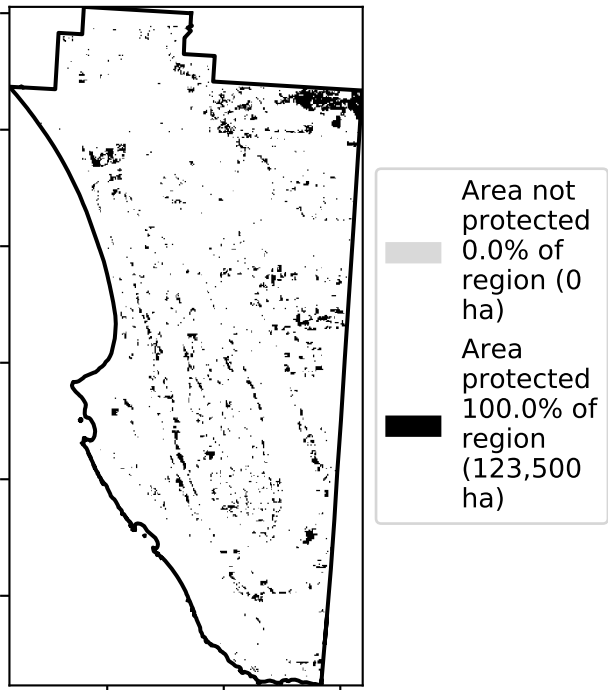 Area not
protected
0.0% of
region (0
ha)
Area
protected
100.0% of
region
(123,500
ha)